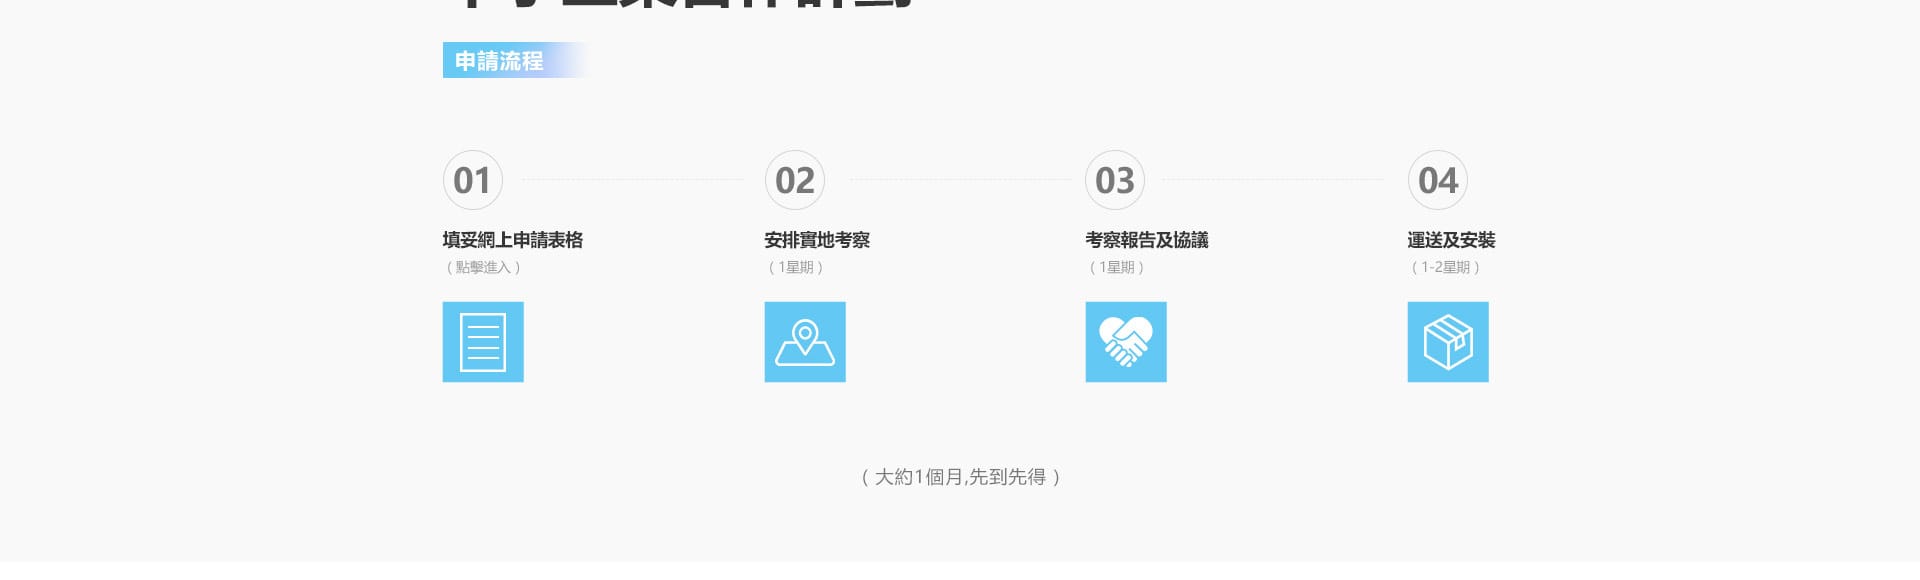 申請流程
01
02
03
04
填妥網上申請表格
安排實地考察
考察報告及協議
運送及安裝
（點擊進入）
（1星期）
（1星期）
（1-2星期）
（大約1個月,先到先得）